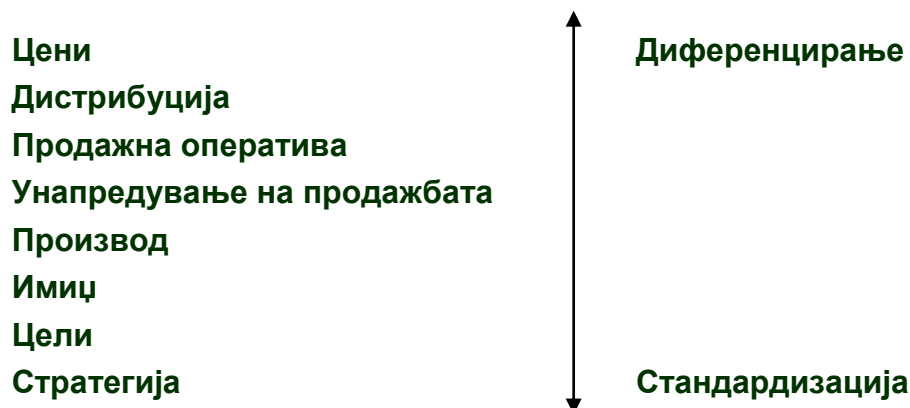 Цени Диференцирање
Дистрибуција
Продажна оператива
Унапредување на продажбата
Производ
Имиџ
Цели
Стратегија Стандардизација